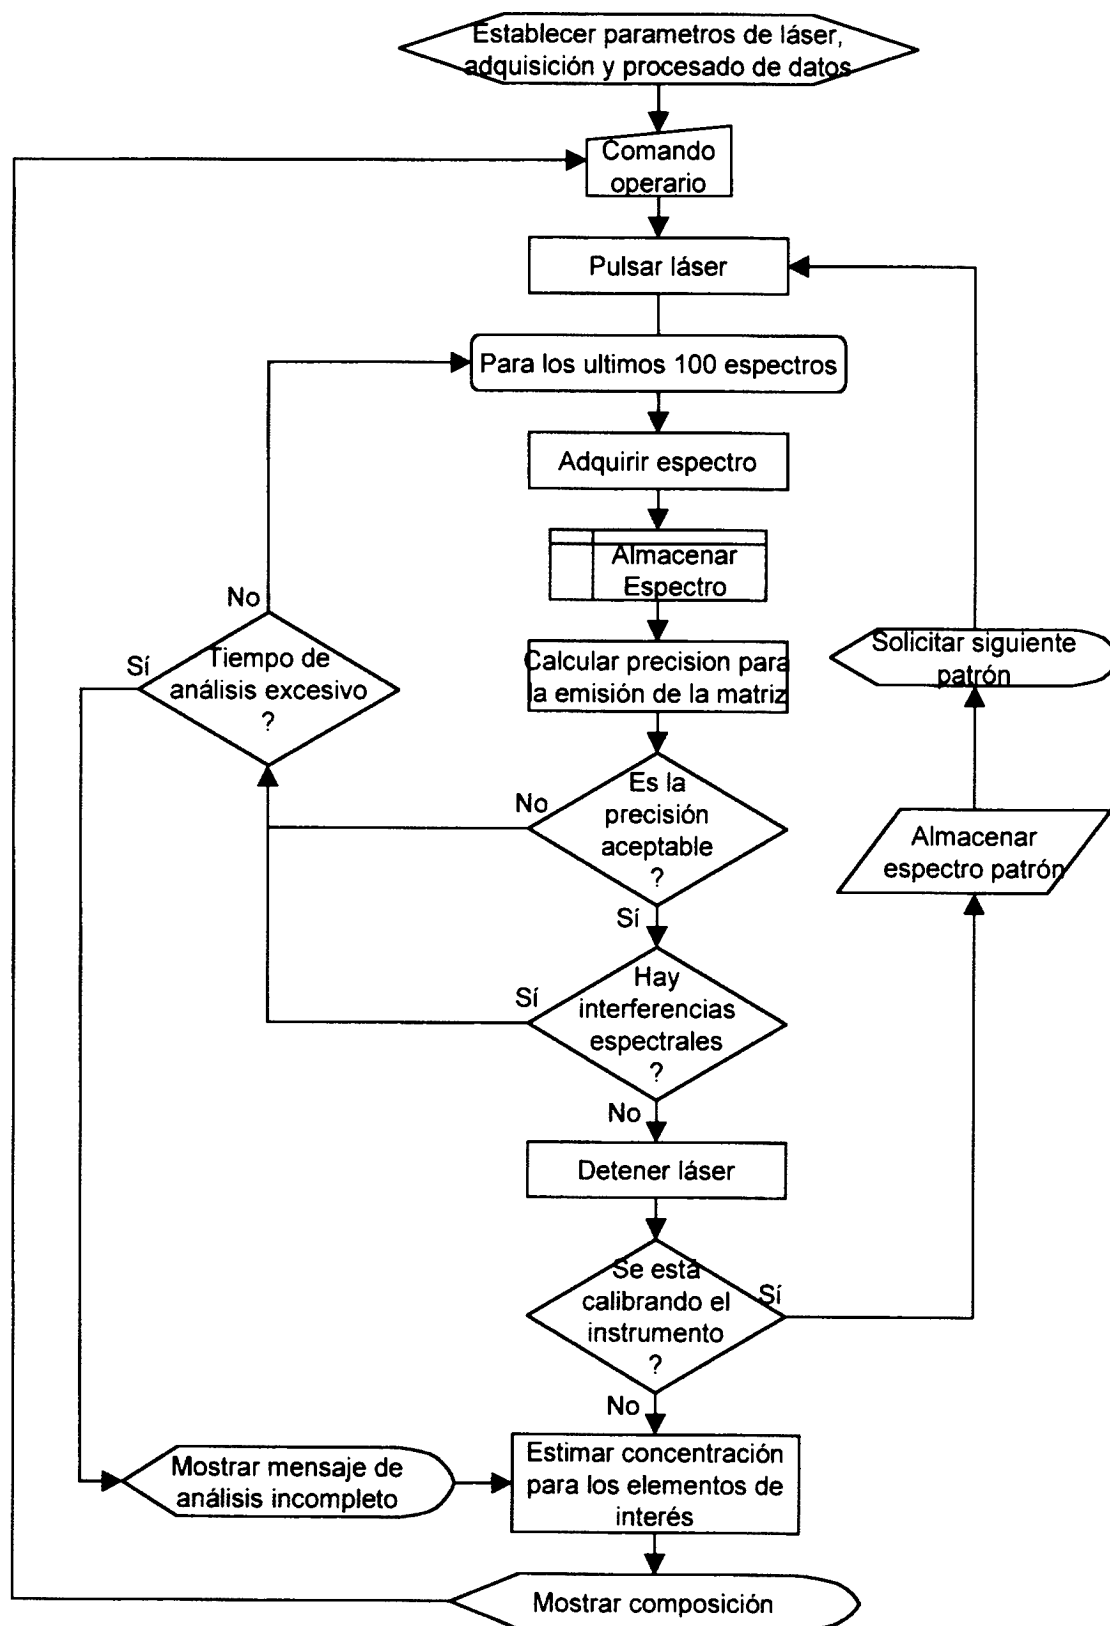 Establecer parametros de láser,
adquisición y procesado de datos
Comando
operario
Pulsar láser
Para los ultimos 100 espectros
Adquirir espectro
Almacenar
Espectro
No
Sí
Tiempo de
análisis excesivo
?
Calcular precision para
la emisión de la matriz
Solicitar siguiente
patrón
No
Es la
precisión
aceptable
?
Sí
Almacenar
espectro patrón
Sí
Hay
interferencias
espectrales
?
No
Detener láser
Se está
calibrando el
instrumento
?
Sí
No
Mostrar mensaje de
análisis incompleto
Estimar concentración
para los elementos de
interés
Mostrar composición